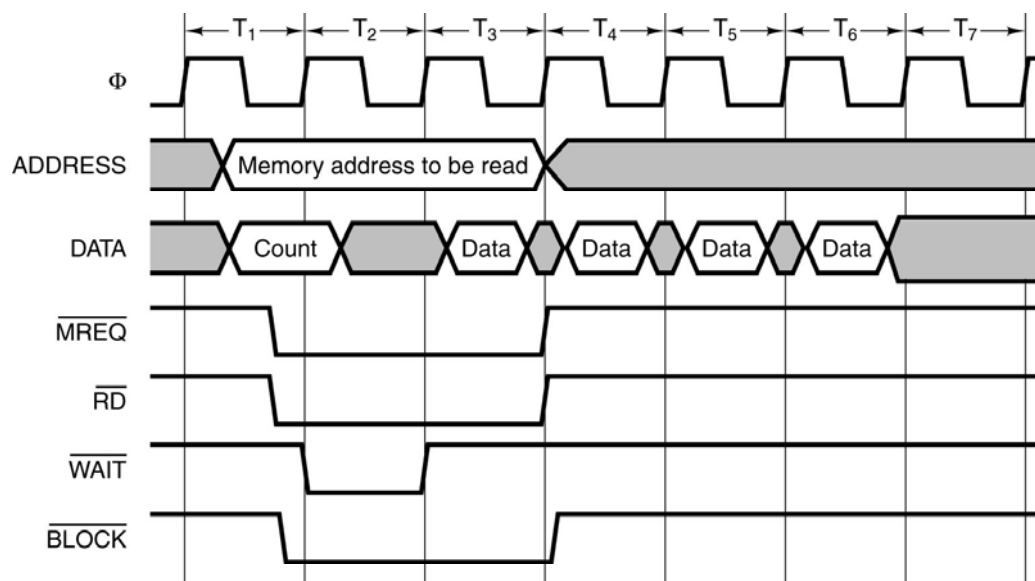 T1 T2 T3 T4 T5 T6 T7
Φ
ADDRESS Memory address to be read
DATA Count Data Data Data Data
MREQ
RD
WAIT
BLOCK